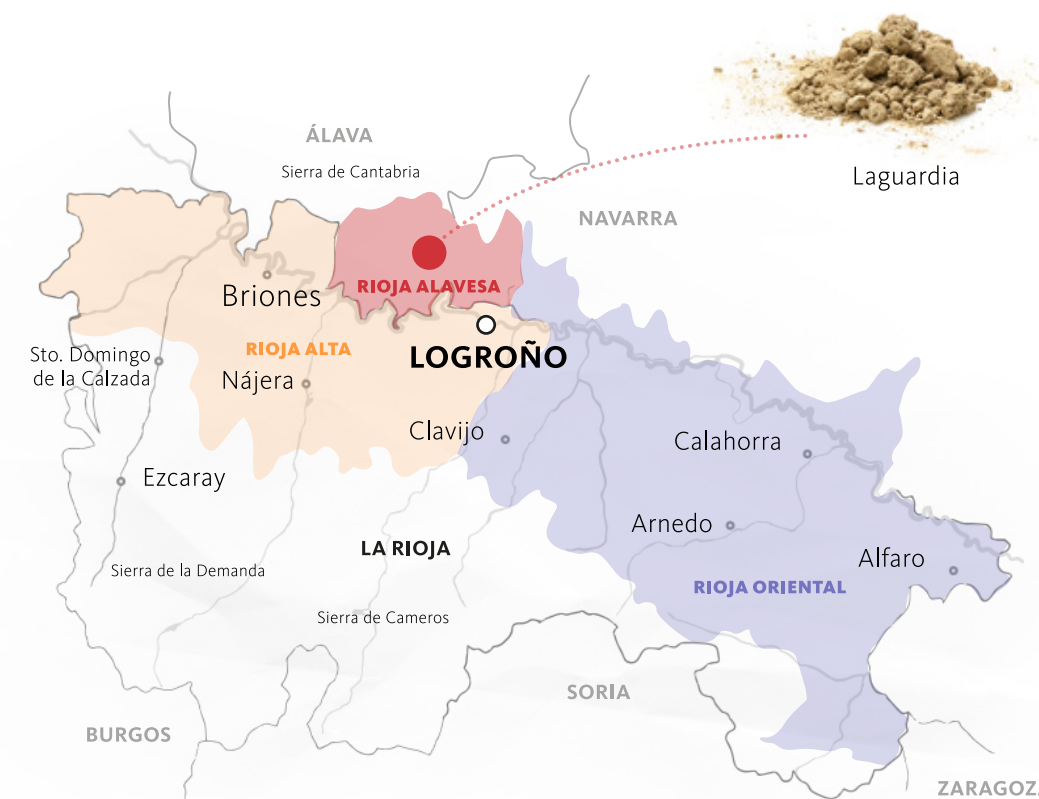 ÁLAVA
Sierra de Cantabria
Laguardia
NAVARRA
RIOJA ALAVESA
Briones
LOGROÑO
RIOJA ALTA
Sto. Domingo
de la Calzada
Nájera
Clavijo
Calahorra
Ezcaray
Arnedo
LA RIOJA
Alfaro
Sierra de la Demanda
RIOJA ORIENTAL
Sierra de Cameros
SORIA
BURGOS
ZARAGOZA